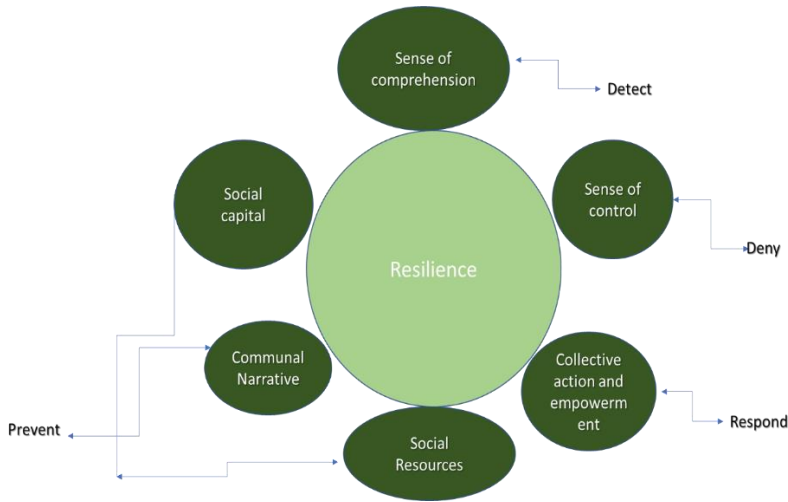 Sense of
comprehension
Detect
Social
capital
Sense of
control
Deny
Resilience
Communal
Narrative
Collective
action and
empowerm
ent
Prevent
Respond
Social
Resources